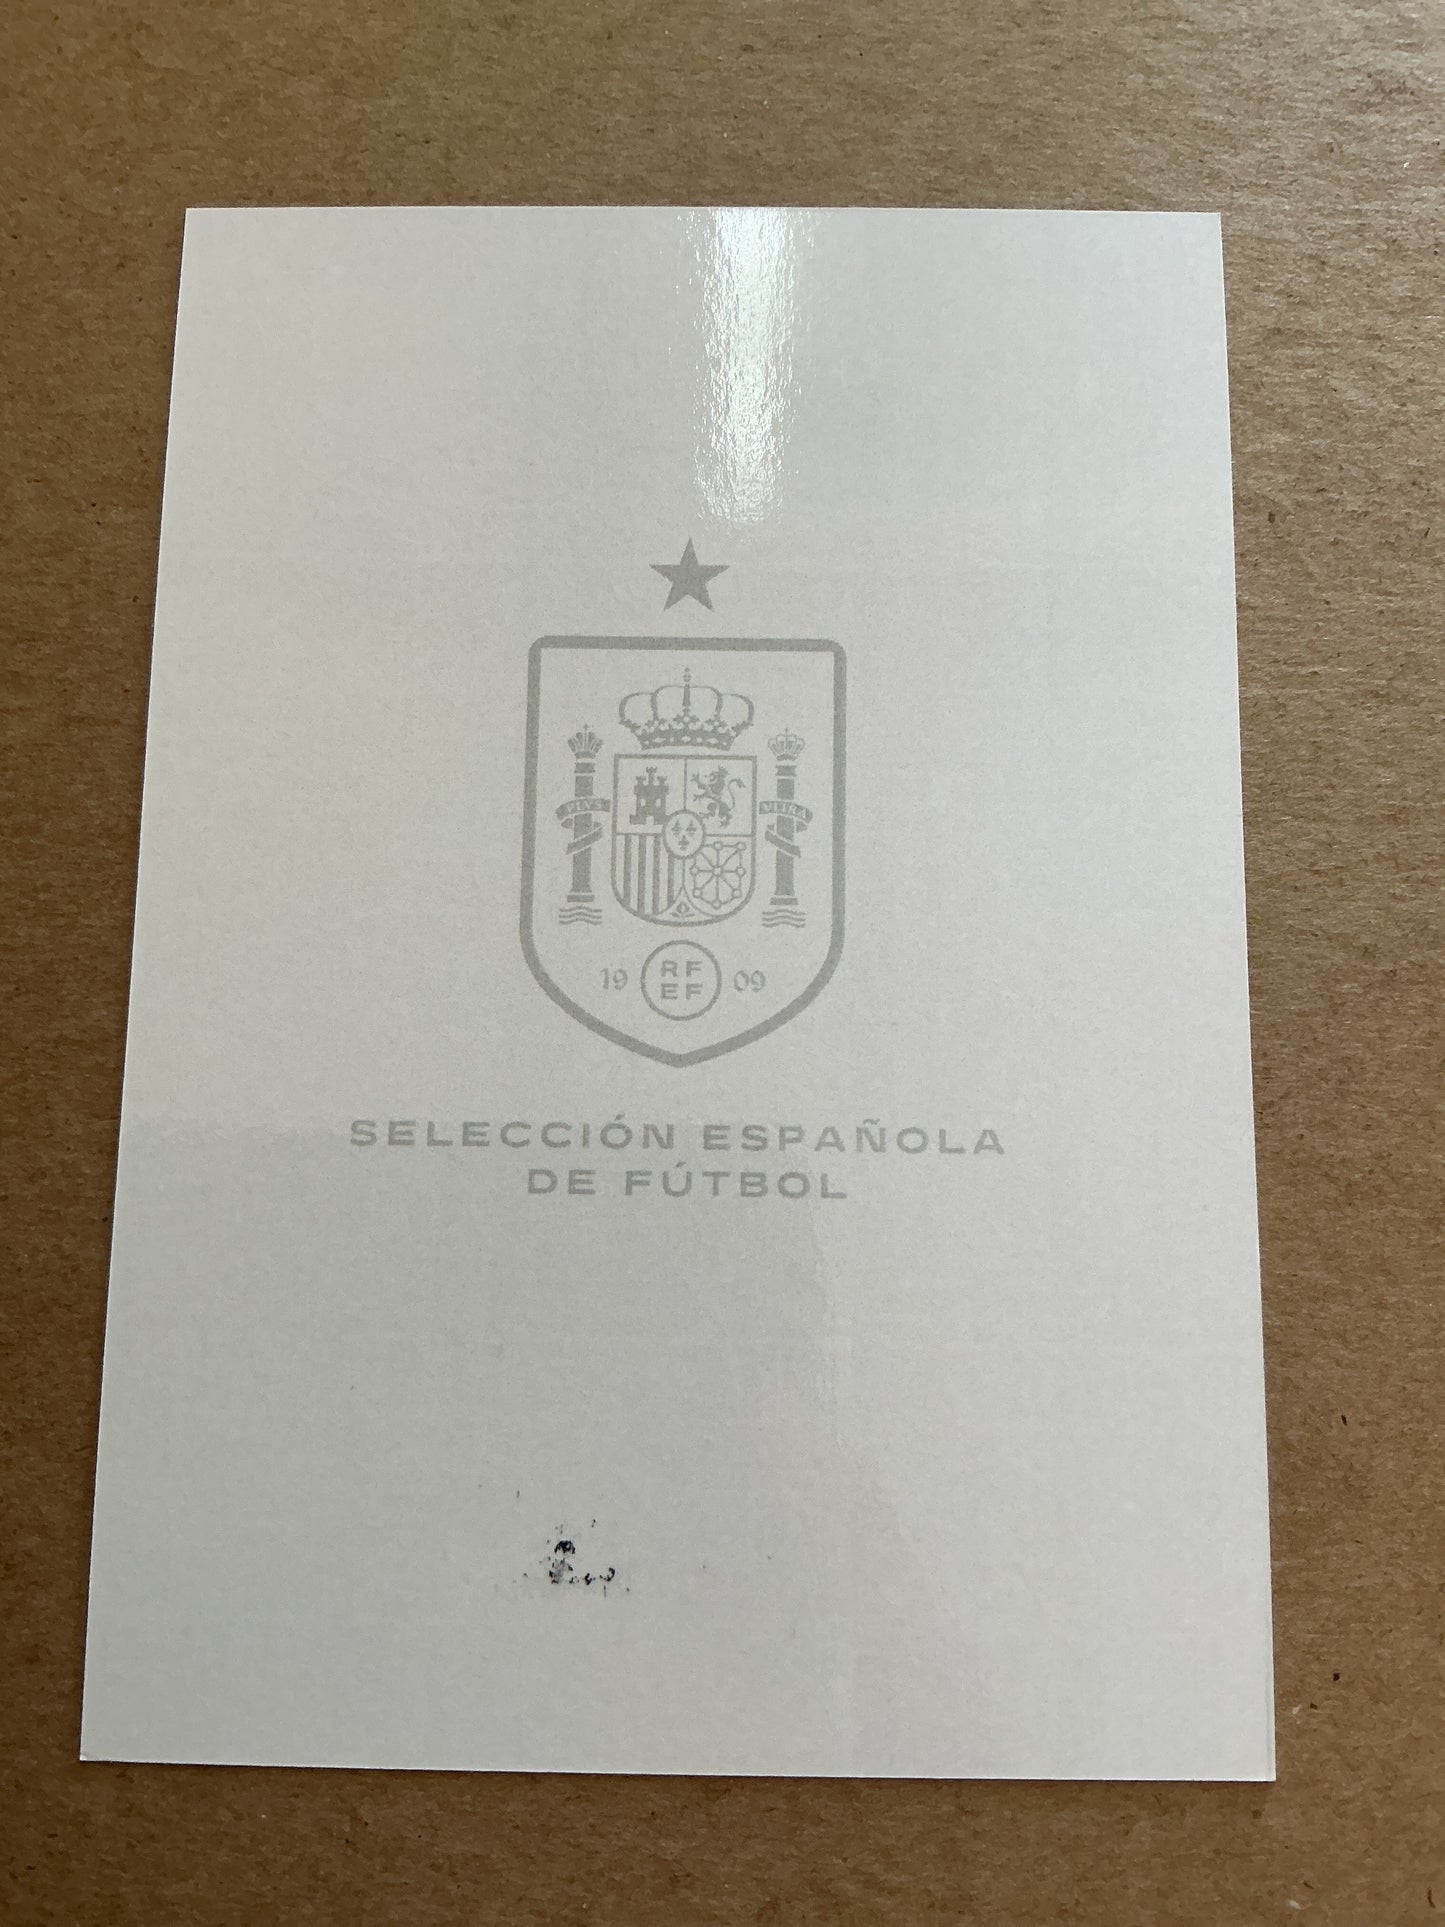 PLVS VLTRA
19 RF 09
EF
SELECCIÓN ESPAÑOLA
DE FÚTBOL